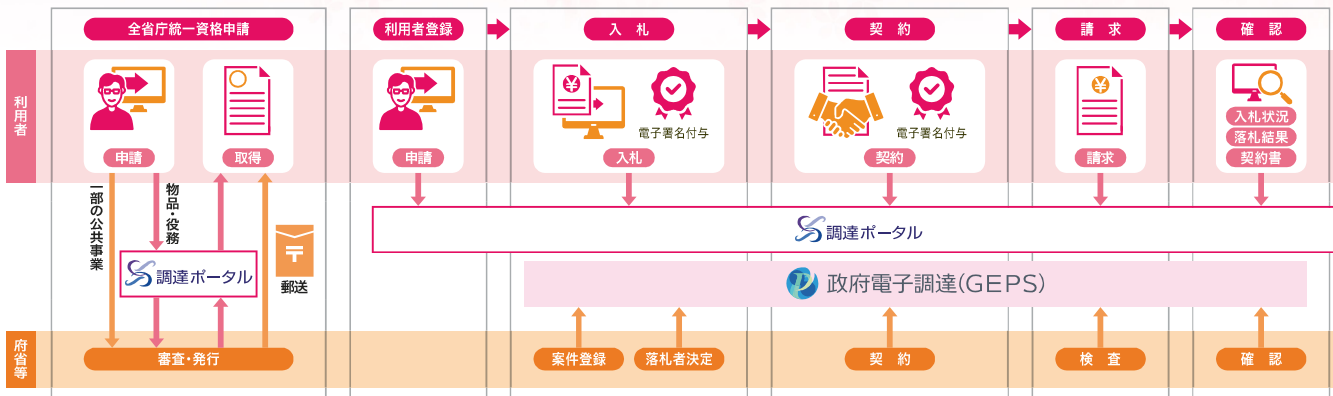 全省庁統一資格申請
利用者登録
入札
契約
請求
確認
利用者
申請
取得
申請
¥
電子署名付与
入札
電子署名付与
契約
¥
請求
入札状況
落札結果
契約書
一部の公共事業
物品・役務
調達ポータル
〒
郵送
調達ポータル
政府電子調達(GEPS)
府省等
審査・発行
案件登録
落札者決定
契約
検査
確認